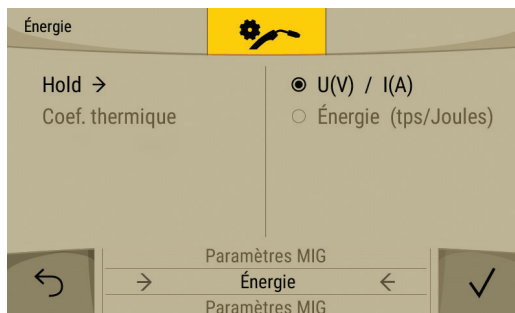 Énergie
Hold →
Coef. thermique
U(V) / I(A)
Énergie (tps/Joules)
Paramètres MIG
→ Énergie ←
Paramètres MIG